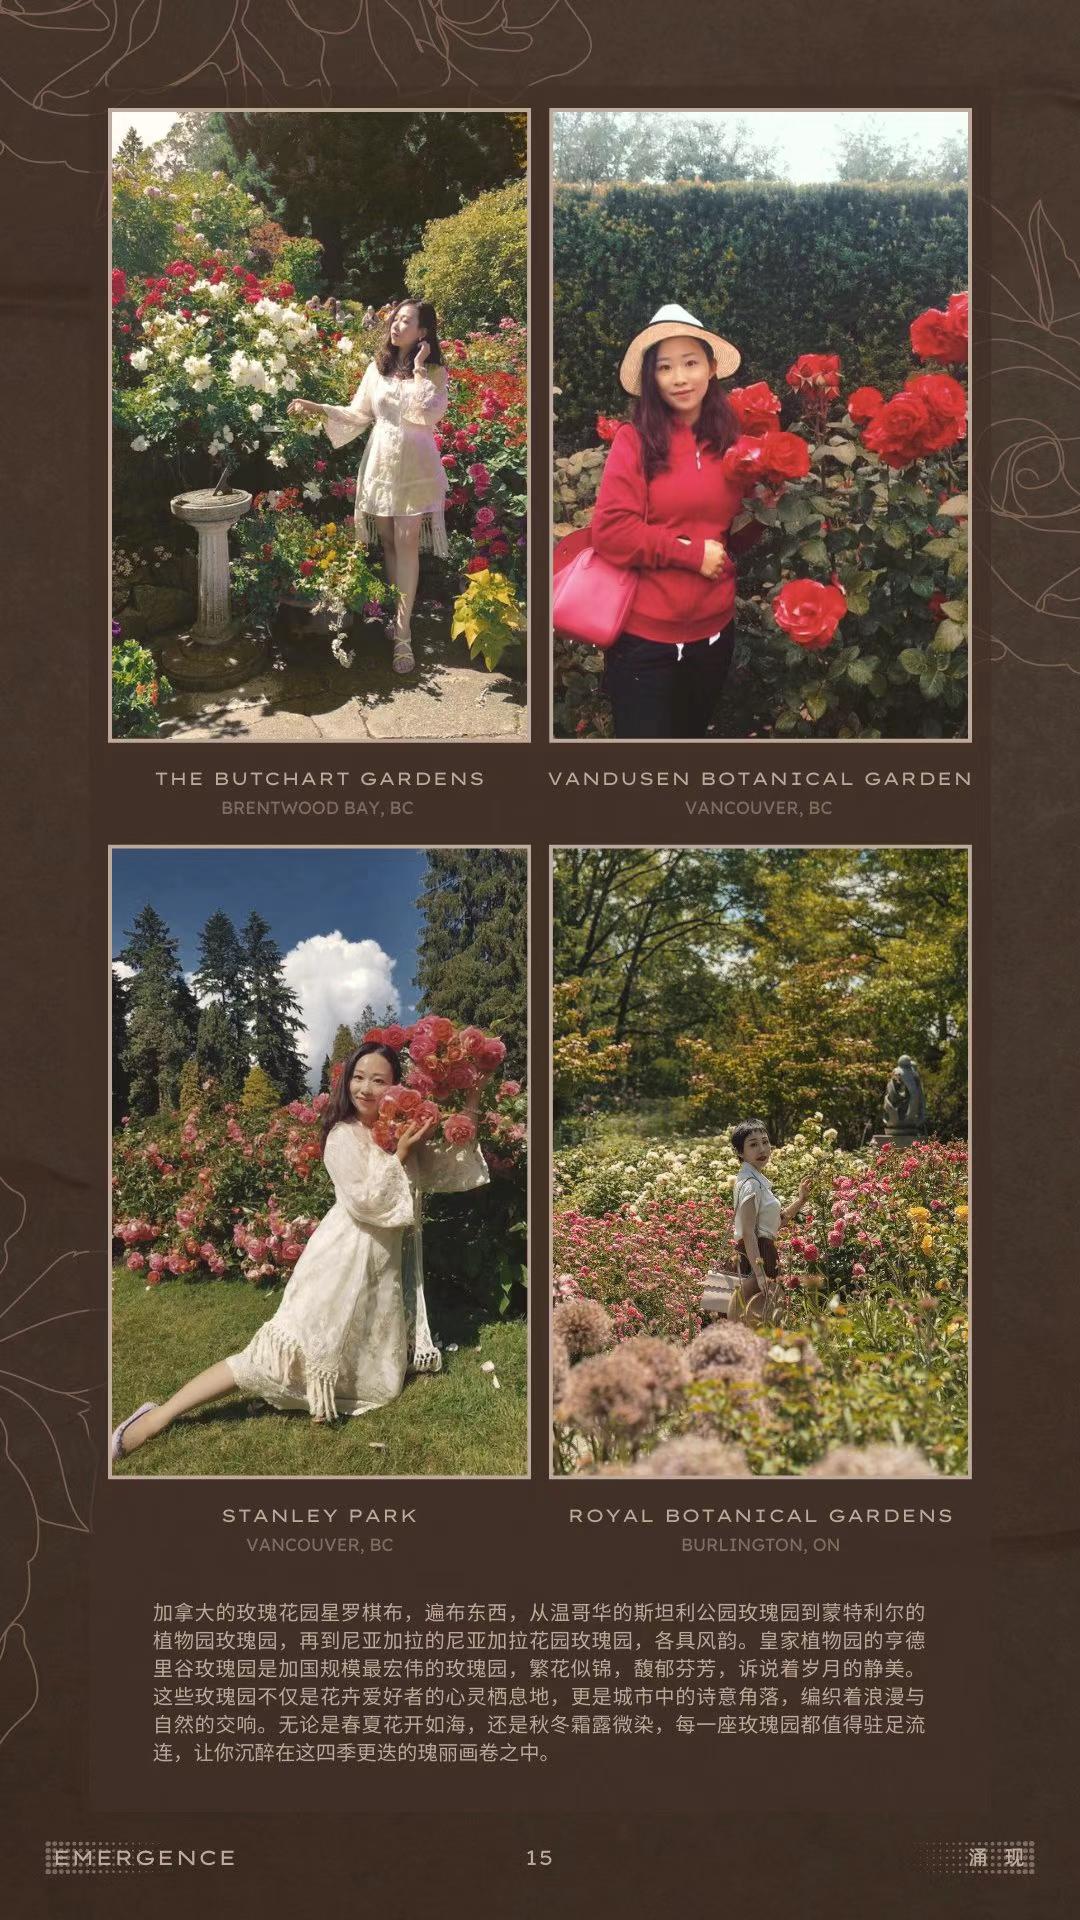 THE BUTCHART GARDENS
BRENTWOOD BAY, BC
VANDUSEN BOTANICAL GARDEN
VANCOUVER, BC
STANLEY PARK
VANCOUVER, BC
ROYAL BOTANICAL GARDENS
BURLINGTON, ON
加拿大的玫瑰花园星罗棋布，遍布东西，从温哥华的斯坦利公园玫瑰园到蒙特利尔的
植物园玫瑰园，再到尼亚加拉的尼亚加拉花园玫瑰园，各具风韵。皇家植物园的亨德
里谷玫瑰园是加国规模最宏伟的玫瑰园，繁花似锦，馥郁芬芳，诉说着岁月的静美。
这些玫瑰园不仅是花卉爱好者的心灵栖息地，更是城市中的诗意角落，编织着浪漫与
自然的交响。无论是春夏花开如海，还是秋冬霜露微染，每一座玫瑰园都值得驻足流
连，让你沉醉在这四季更迭的瑰丽画卷之中。
EMERGENCE
15
涌 现